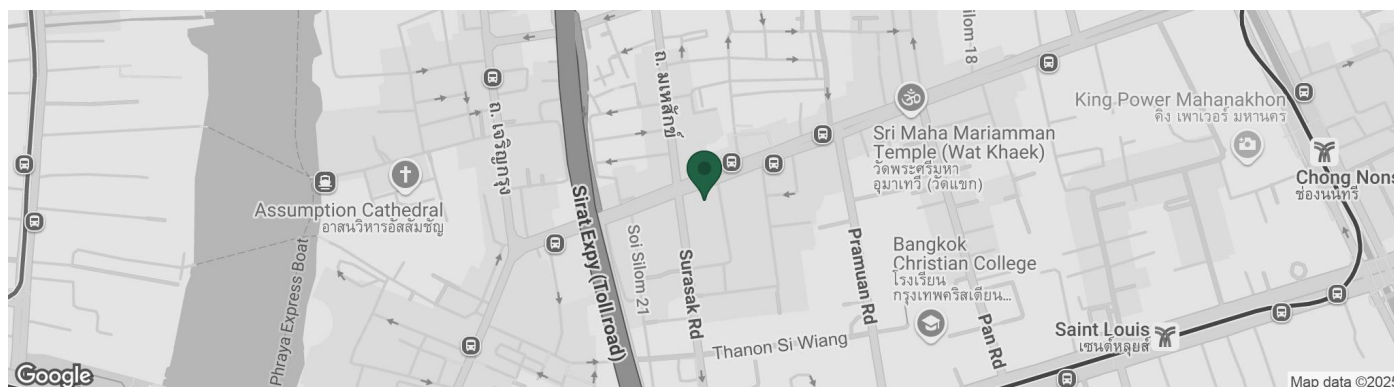 Silom 18
ถ. มเหสักข์
ถ. เจริญกรุง
King Power Mahanakhon
คิง เพาเวอร์ มหานคร
Sri Maha Mariamman
Temple (Wat Khaek)
วัดพระศรีมหา
อุมาเทวี (วัดแขก)
Chong Nons
ช่องนนทรี
Assumption Cathedral
อาสนวิหารอัสสัมชัญ
Sirat Expy (Toll road)
Soi Silom 21
Surasak Rd
Pramuan Rd
Bangkok
Christian College
โรงเรียน
กรุงเทพคริสเตียน...
Phraya Express Boat
Pan Rd
Saint Louis
เซนต์หลุยส์
Thanon Si Wiang
Google
Map data ©202